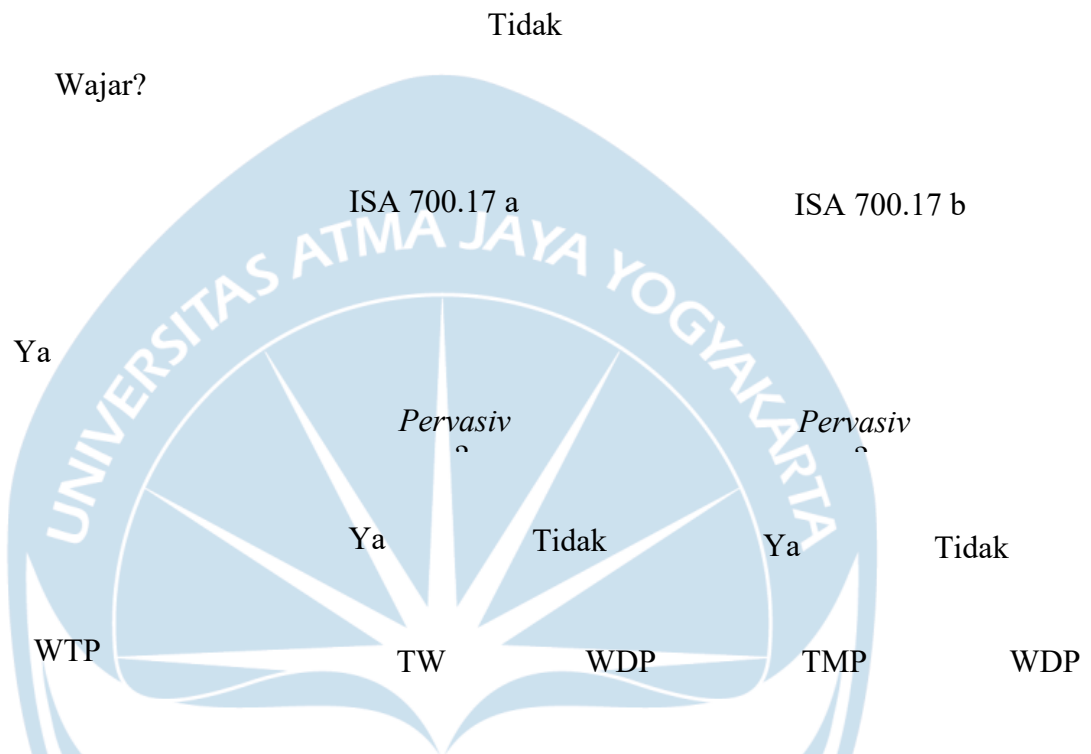 Tidak
Wajar?
ISA 700.17 a
ISA 700.17 b
UNIVERSITAS ATMA JAYA YOGYAKARTA
Ya
Pervasiv
?
Pervasiv
?
Ya
Tidak
Ya
Tidak
WTP
TW
WDP
TMP
WDP